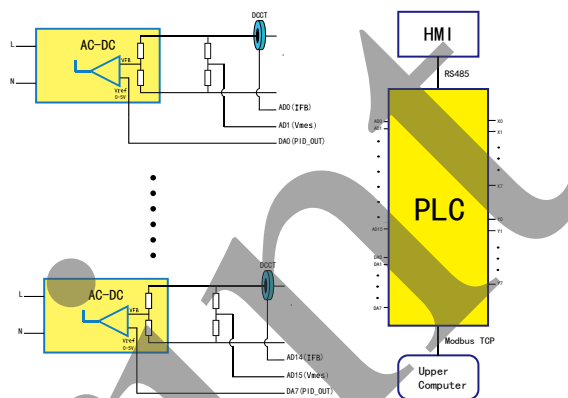 DCCT
L
AC-DC
N
VFB
Vref
0-5V
AD0(IFB)
AD1(Vmes)
DA0(PID_OUT)
DCCT
L
AC-DC
N
VFB
Vref
0-5V
AD14(IFB)
AD15(Vmes)
DA7(PID_OUT)
HMI
RS485
AD0
AD1
AD15
DA0
DA1
DA7
PLC
X0
X1
X7
Y0
Y1
Y7
Modbus TCP
Upper
Computer